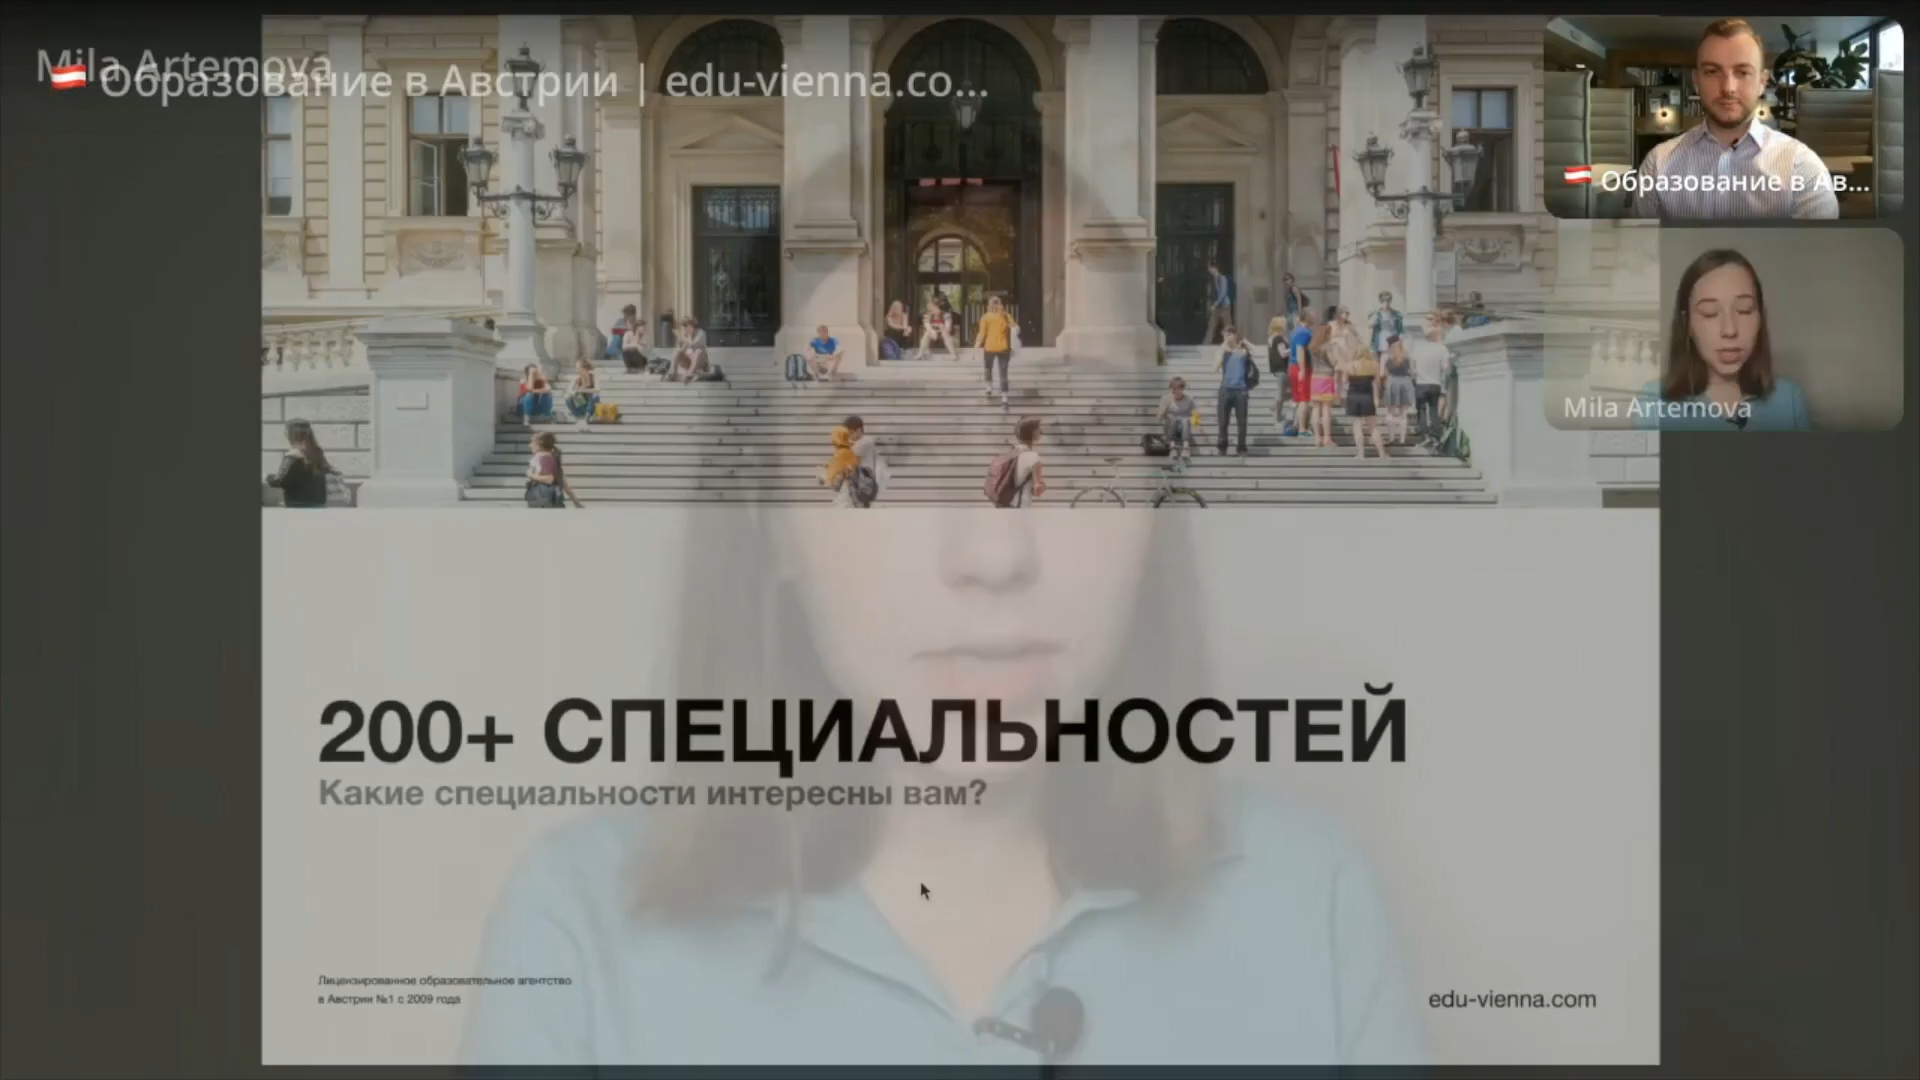 Mila Artemova
Образование в Австрии | edu-vienna.co...
Образование в Ав...
Mila Artemova
200+ СПЕЦИАЛЬНОСТЕЙ
Какие специальности интересны вам?
Лицензированное образовательное агентство
в Австрии №1 с 2009 года
edu-vienna.com